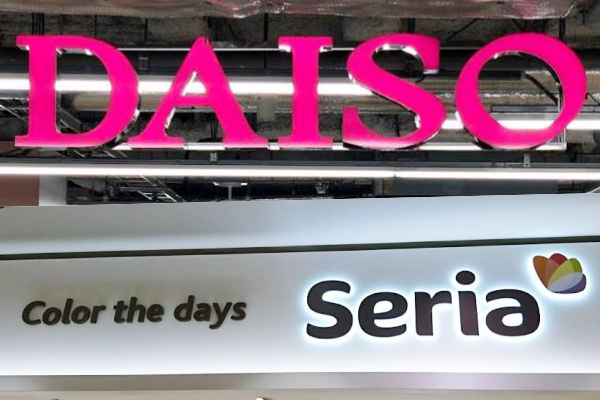 DAISO
Color the days Seria